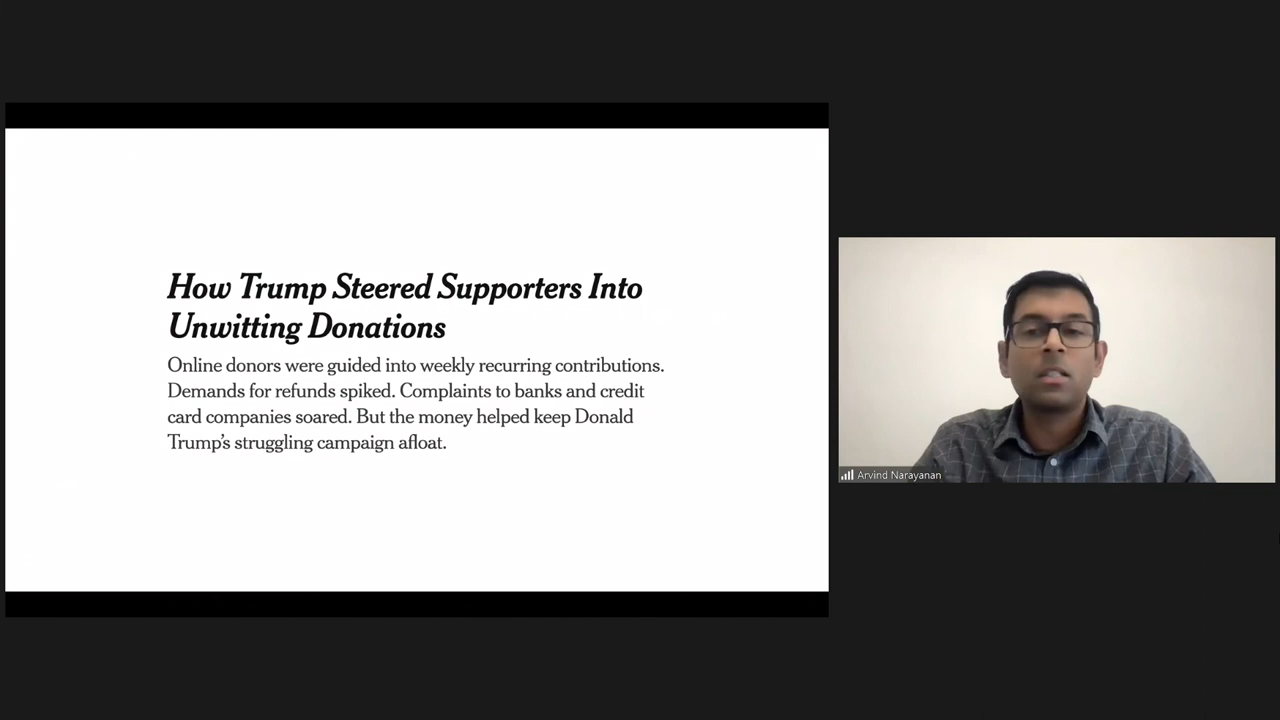 How Trump Steered Supporters Into
Unwitting Donations
Online donors were guided into weekly recurring contributions.
Demands for refunds spiked. Complaints to banks and credit
card companies soared. But the money helped keep Donald
Trump's struggling campaign afloat.
Arvind Narayanan